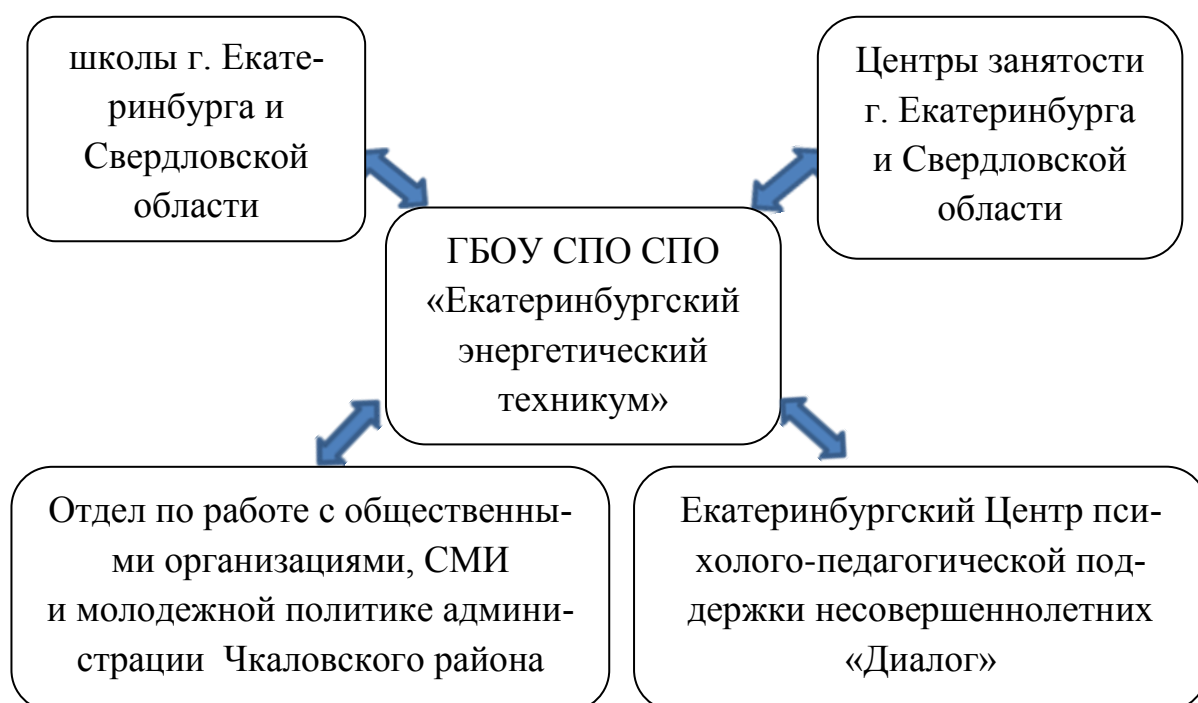 школы г. Екате-
ринбурга и
Свердловской
области
Центры занятости
г. Екатеринбурга
и Свердловской
области
ГБОУ СПО СПО
«Екатеринбургский
энергетический
техникум»
Отдел по работе с общественны-
ми организациями, СМИ
и молодежной политике админи-
страции Чкаловского района
Екатеринбургский Центр пси-
холого-педагогической под-
держки несовершеннолетних
«Диалог»